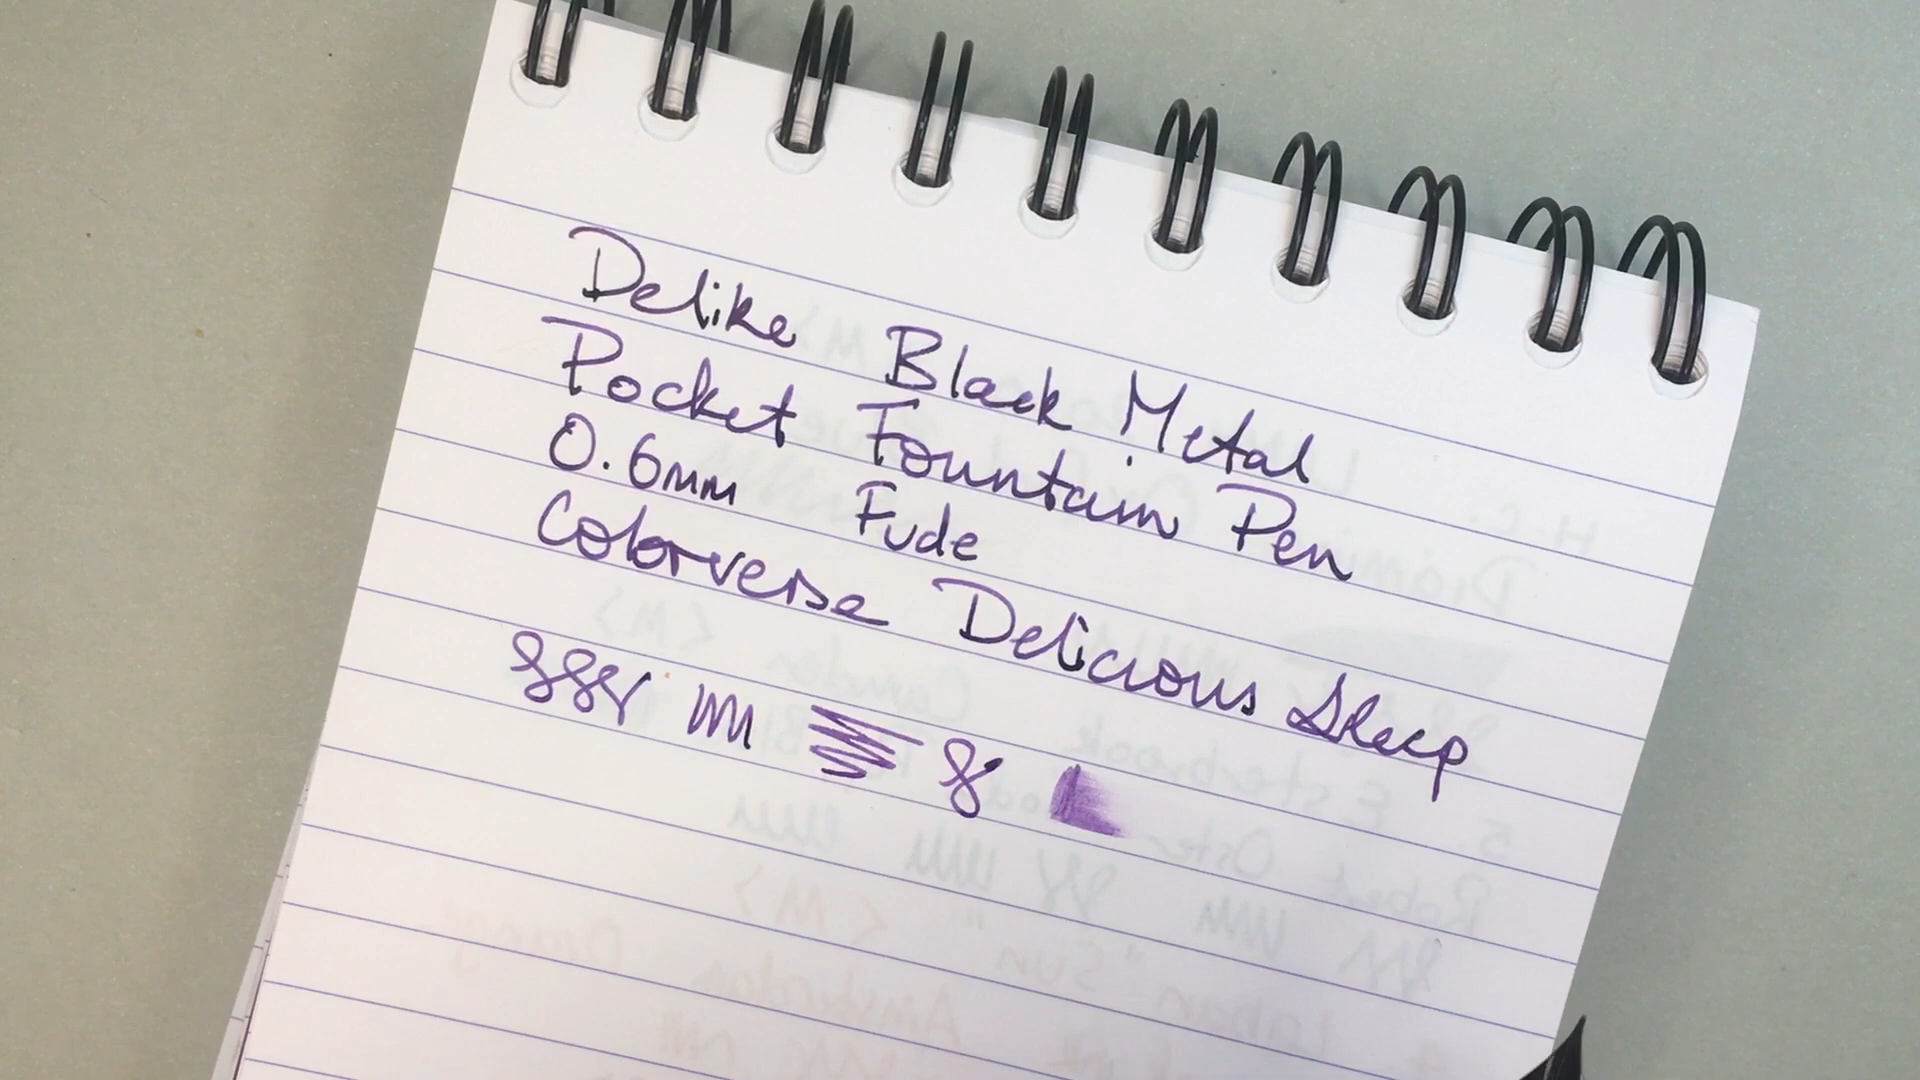 Delike Black Metal
Pocket Fountain Pen
0.6mm Fude
Colorverse Delicious Sleep